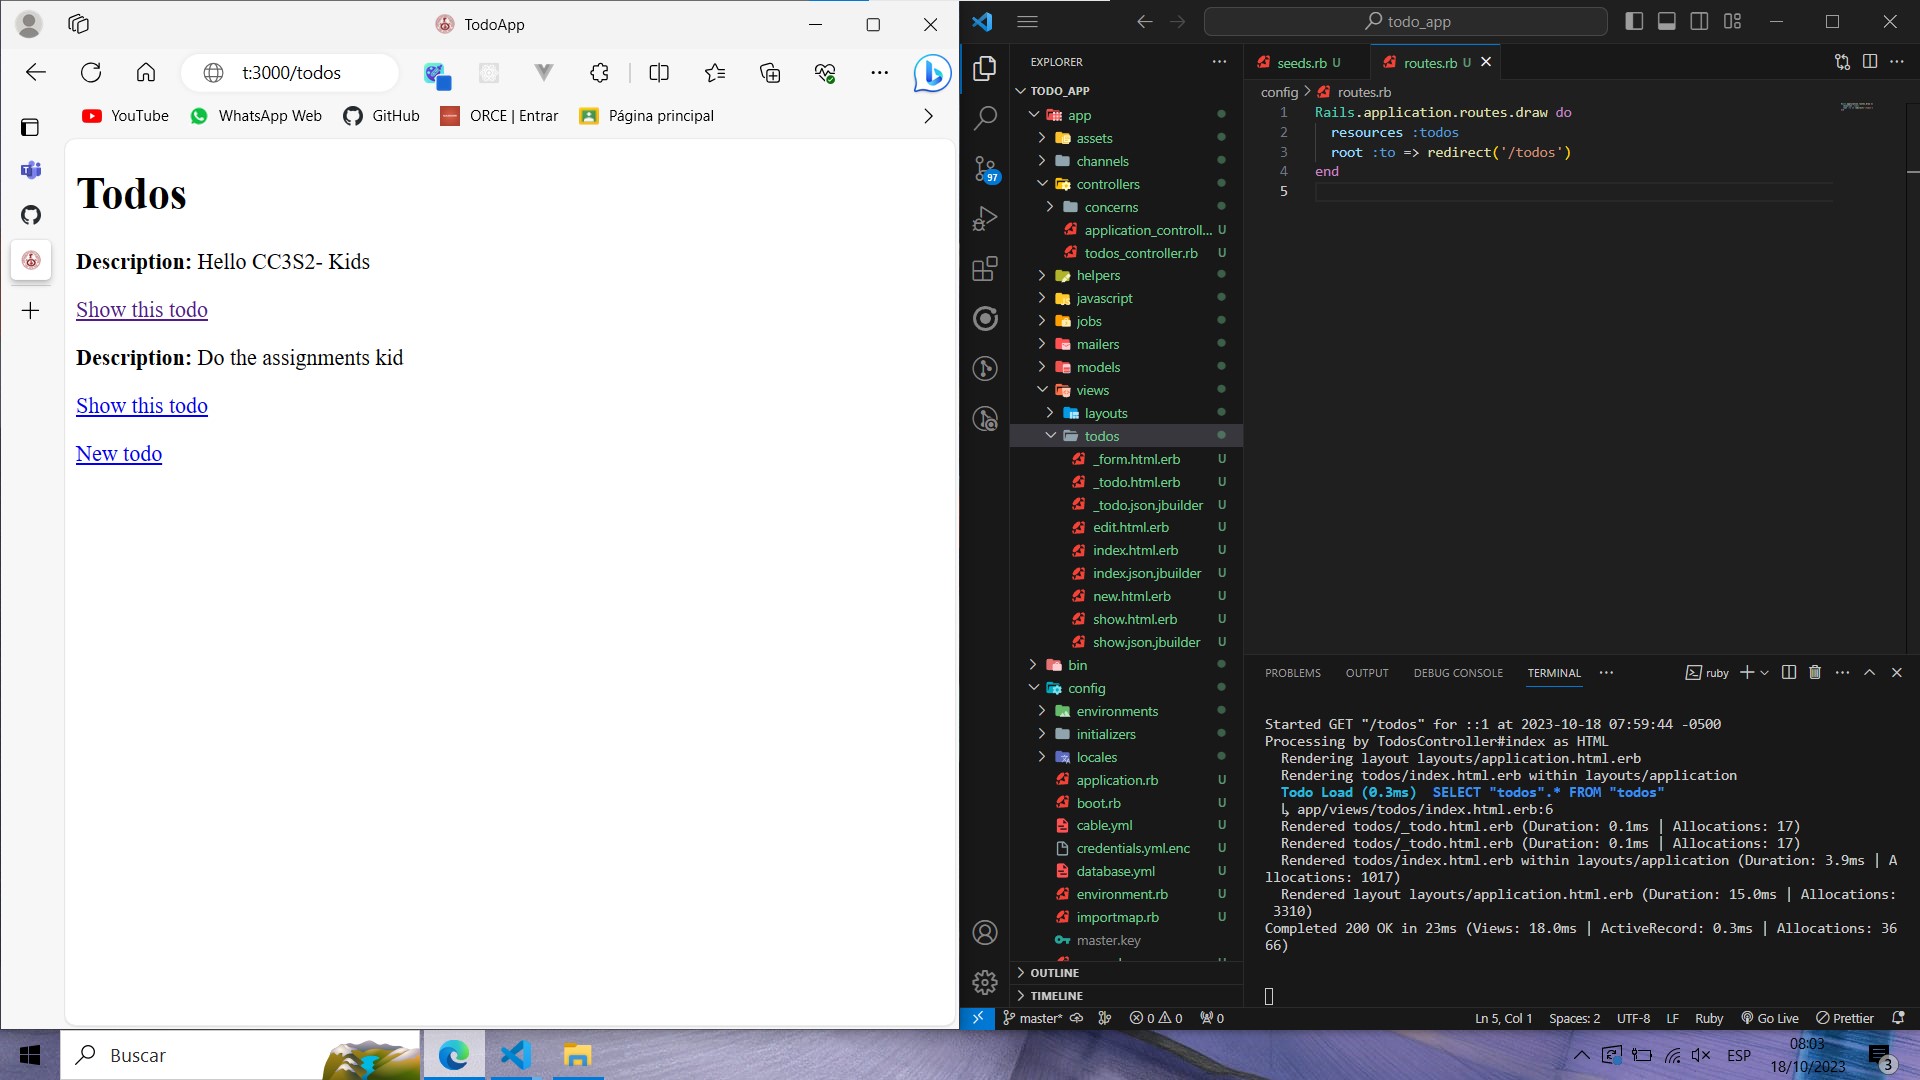 TodoApp
t:3000/todos
YouTube
WhatsApp Web
GitHub
ORCE | Entrar
Página principal
Todos
Description: Hello CC3S2- Kids
Show this todo
Description: Do the assignments kid
Show this todo
New todo
todo_app
EXPLORER
TODO_APP
app
assets
channels
controllers
concerns
application_controll... U
todos_controller.rb U
helpers
javascript
jobs
mailers
models
views
layouts
todos
_form.html.erb U
_todo.html.erb U
_todo.json.jbuilder U
edit.html.erb U
index.html.erb U
index.json.jbuilder U
new.html.erb U
show.html.erb U
show.json.jbuilder U
bin
config
environments
initializers
locales
application.rb U
boot.rb U
cable.yml U
credentials.yml.enc U
database.yml U
environment.rb U
importmap.rb U
master.key
OUTLINE
TIMELINE
97
seeds.rb U
routes.rb U
config > routes.rb
1 Rails.application.routes.draw do
2 resources :todos
3 root :to => redirect('/todos')
4 end
5
PROBLEMS OUTPUT DEBUG CONSOLE TERMINAL
ruby
Started GET "/todos" for ::1 at 2023-10-18 07:59:44 -0500
Processing by TodosController#index as HTML
Rendering layout layouts/application.html.erb
Rendering todos/index.html.erb within layouts/application
Todo Load (0.3ms) SELECT "todos".* FROM "todos"
↳ app/views/todos/index.html.erb:6
Rendered todos/_todo.html.erb (Duration: 0.1ms | Allocations: 17)
Rendered todos/_todo.html.erb (Duration: 0.1ms | Allocations: 17)
Rendered todos/index.html.erb within layouts/application (Duration: 3.9ms | A
llocations: 1017)
Rendered layout layouts/application.html.erb (Duration: 15.0ms | Allocations:
3310)
Completed 200 OK in 23ms (Views: 18.0ms | ActiveRecord: 0.3ms | Allocations: 36
66)
master* 0 0 0
Ln 5, Col 1 Spaces: 2 UTF-8 LF Ruby Go Live Prettier
Buscar
ESP
08:03
18/10/2023
3